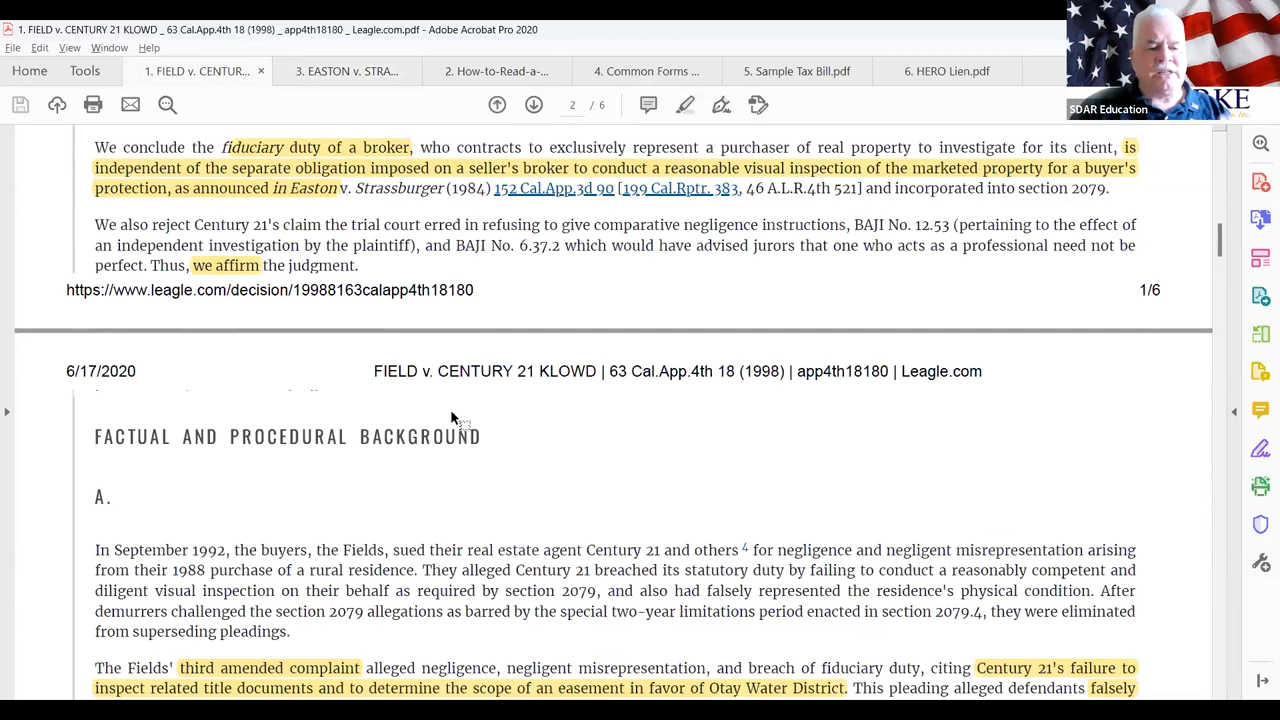 1. FIELD v. CENTURY 21 KLOWD _ 63 Cal.App.4th 18 (1998) _ app4th18180 _ Leagle.com.pdf - Adobe Acrobat Pro 2020
File Edit View Window Help
Home Tools 1. FIELD v. CENTUR... × 3. EASTON v. STRA... 2. How-to-Read-a-... 4. Common Forms ... 5. Sample Tax Bill.pdf 6. HERO Lien.pdf
RKE
SDAR Education
2 / 6
We conclude the fiduciary duty of a broker, who contracts to exclusively represent a purchaser of real property to investigate for its client, is
independent of the separate obligation imposed on a seller's broker to conduct a reasonable visual inspection of the marketed property for a buyer's
protection, as announced in Easton v. Strassburger (1984) 152 Cal.App.3d 90 [199 Cal.Rptr. 383, 46 A.L.R.4th 521] and incorporated into section 2079.
We also reject Century 21's claim the trial court erred in refusing to give comparative negligence instructions, BAJI No. 12.53 (pertaining to the effect of
an independent investigation by the plaintiff), and BAJI No. 6.37.2 which would have advised jurors that one who acts as a professional need not be
perfect. Thus, we affirm the judgment.
https://www.leagle.com/decision/19988163calapp4th18180 1/6
6/17/2020 FIELD v. CENTURY 21 KLOWD | 63 Cal.App.4th 18 (1998) | app4th18180 | Leagle.com
FACTUAL AND PROCEDURAL BACKGROUND
A.
In September 1992, the buyers, the Fields, sued their real estate agent Century 21 and others 4 for negligence and negligent misrepresentation arising
from their 1988 purchase of a rural residence. They alleged Century 21 breached its statutory duty by failing to conduct a reasonably competent and
diligent visual inspection on their behalf as required by section 2079, and also had falsely represented the residence's physical condition. After
demurrers challenged the section 2079 allegations as barred by the special two-year limitations period enacted in section 2079.4, they were eliminated
from superseding pleadings.
The Fields' third amended complaint alleged negligence, negligent misrepresentation, and breach of fiduciary duty, citing Century 21's failure to
inspect related title documents and to determine the scope of an easement in favor of Otay Water District. This pleading alleged defendants falsely